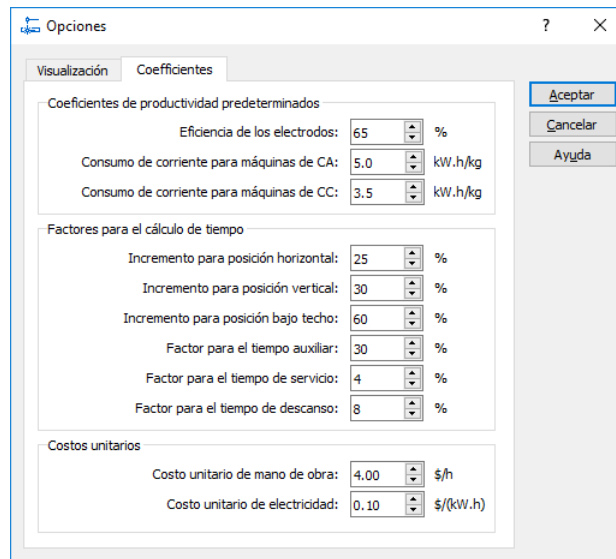 Opciones ?
Visualización Coefficientes
Aceptar
Cancelar
Ayuda
Coeficientes de productividad predeterminados
Eficiencia de los electrodos: 65 %
Consumo de corriente para máquinas de CA: 5.0 kW.h/kg
Consumo de corriente para máquinas de CC: 3.5 kW.h/kg
Factores para el cálculo de tiempo
Incremento para posición horizontal: 25 %
Incremento para posición vertical: 30 %
Incremento para posición bajo techo: 60 %
Factor para el tiempo auxiliar: 30 %
Factor para el tiempo de servicio: 4 %
Factor para el tiempo de descanso: 8 %
Costos unitarios
Costo unitario de mano de obra: 4.00 $/h
Costo unitario de electricidad: 0.10 $/(kW.h)